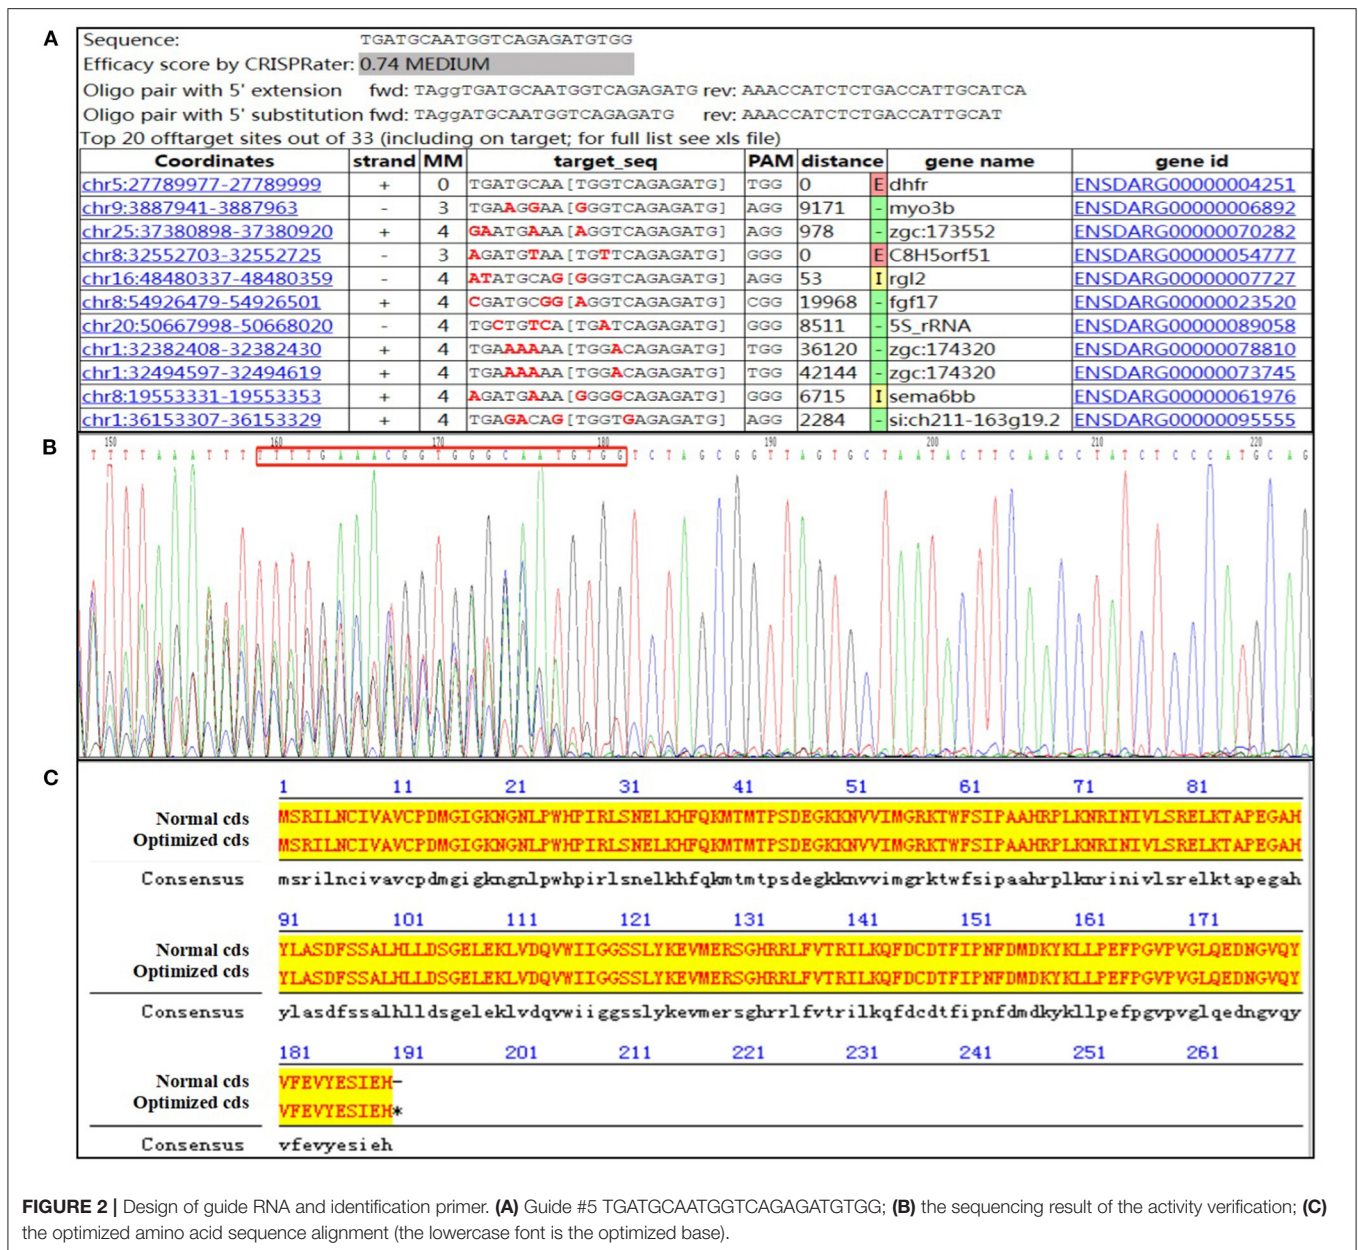 A
Sequence: TGATGCAATGGTCAGAGATGTGG
Efficacy score by CRISPRater: 0.74 MEDIUM
Oligo pair with 5' extension fwd: TAggTGATGCAATGGTCAGAGATG rev: AAACCATCTCTGACCATTGCATCA
Oligo pair with 5' substitution fwd: TAggATGCAATGGTCAGAGATG rev: AAACCATCTCTGACCATTGCAT
Top 20 offtarget sites out of 33 (including on target; for full list see xls file)
Coordinates strand MM target_seq PAM distance gene name gene id
chr5:27789977-27789999 + 0 TGATGCAA[TGGTCAGAGATG] TGG 0 E dhfr ENSDARG00000004251
chr9:3887941-3887963 - 3 TGAAGGAA[GGGTCAGAGATG] AGG 9171 - myo3b ENSDARG00000006892
chr25:37380898-37380920 + 4 GAATGAAA[AGGTCAGAGATG] AGG 978 - zgc:173552 ENSDARG00000070282
chr8:32552703-32552725 - 3 AGATGTAA[TGTTCAGAGATG] GGG 0 E C8H5orf51 ENSDARG00000054777
chr16:48480337-48480359 - 4 ATATGCAG[GGGTCAGAGATG] AGG 53 I rgl2 ENSDARG00000007727
chr8:54926479-54926501 + 4 CGATGCGG[AGGTCAGAGATG] CGG 19968 - fgf17 ENSDARG00000023520
chr20:50667998-50668020 - 4 TGCTGTCA[TGATCAGAGATG] GGG 8511 - 5S_rRNA ENSDARG00000089058
chr1:32382408-32382430 + 4 TGAAAAAA[TGGACAGAGATG] TGG 36120 - zgc:174320 ENSDARG00000078810
chr1:32494597-32494619 + 4 TGAAAAAA[TGGACAGAGATG] TGG 42144 - zgc:174320 ENSDARG00000073745
chr8:19553331-19553353 + 4 AGATGAAA[GGGGCAGAGATG] GGG 6715 I sema6bb ENSDARG00000061976
chr1:36153307-36153329 + 4 TGAGACAG[TGGTGAGAGATG] AGG 2284 - si:ch211-163g19.2 ENSDARG00000095555
B
150 160 170 180 190 200 210 220
T T T T A A A T T T T T T T G A A A C G G T G G G C A A T G T G G T C T A G C G G T T A G T G C T A A T A C T T C A A C C T A T C T C C C A T G C A G
C
1 11 21 31 41 51 61 71 81
Normal cds MSRILNCIVAVCPDMGIGKNGNLPWHPIRLSNELKHFQKMTMTPSDEGKKNVVIMGRKTWFSIPAAHRPLKNRINIVLSRELKTAPEGAH
Optimized cds MSRILNCIVAVCPDMGIGKNGNLPWHPIRLSNELKHFQKMTMTPSDEGKKNVVIMGRKTWFSIPAAHRPLKNRINIVLSRELKTAPEGAH
Consensus msrilncivavcpdmgigkngnlpwhpirlsnelkhfqkmtmtpsdegkknvvimgrktwfsipaahrplknrinivlsrelktapegah
91 101 111 121 131 141 151 161 171
Normal cds YLASDFSSALHLLDSGELEKLVDQVWIIGGSSLYKEVMERSGHRRLFVTRILKQFDCDTFIPNFDMDKYKLLPEFPGVPVGLQEDNGVQY
Optimized cds YLASDFSSALHLLDSGELEKLVDQVWIIGGSSLYKEVMERSGHRRLFVTRILKQFDCDTFIPNFDMDKYKLLPEFPGVPVGLQEDNGVQY
Consensus ylasdfssalhlldsgeleklvdqvwiiggsslykevmersghrrlfvtrilkqfdcdtfipnfdmdkykllpefpgvpvglqedngvqy
181 191 201 211 221 231 241 251 261
Normal cds VFEVYESIEH-
Optimized cds VFEVYESIEH*
Consensus vfevyesieh
FIGURE 2 | Design of guide RNA and identification primer. (A) Guide #5 TGATGCAATGGTCAGAGATGTGG; (B) the sequencing result of the activity verification; (C)
the optimized amino acid sequence alignment (the lowercase font is the optimized base).